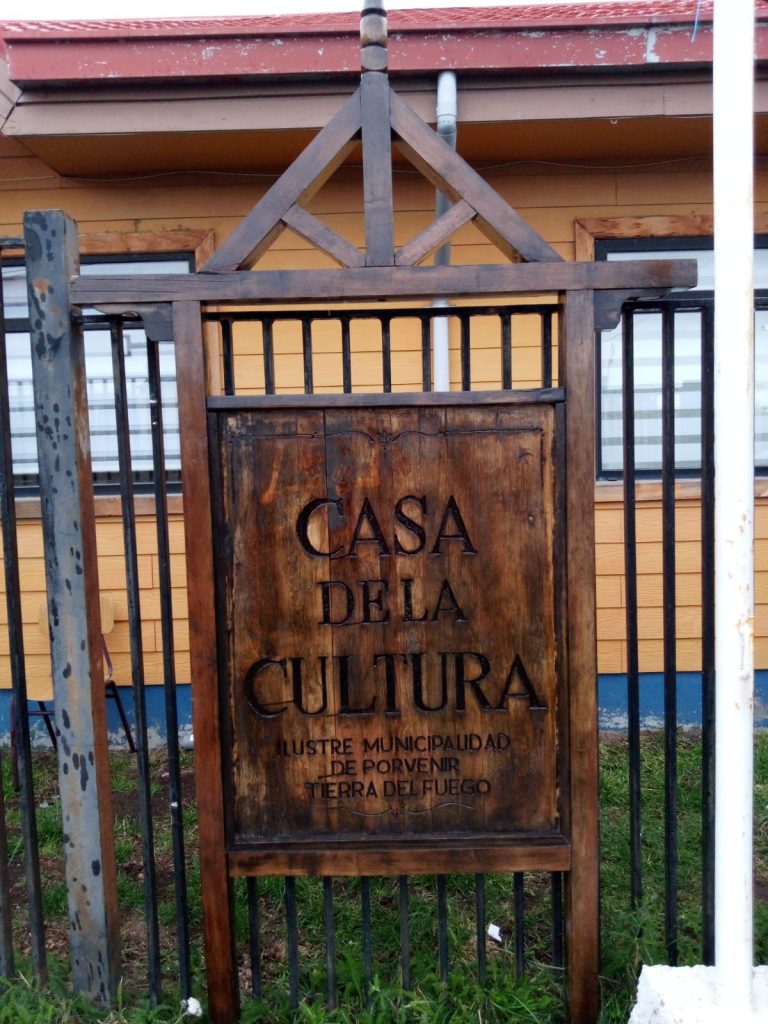 CASA
DE LA
CULTURA
ILUSTRE MUNICIPALIDAD
DE PORVENIR
TIERRA DEL FUEGO